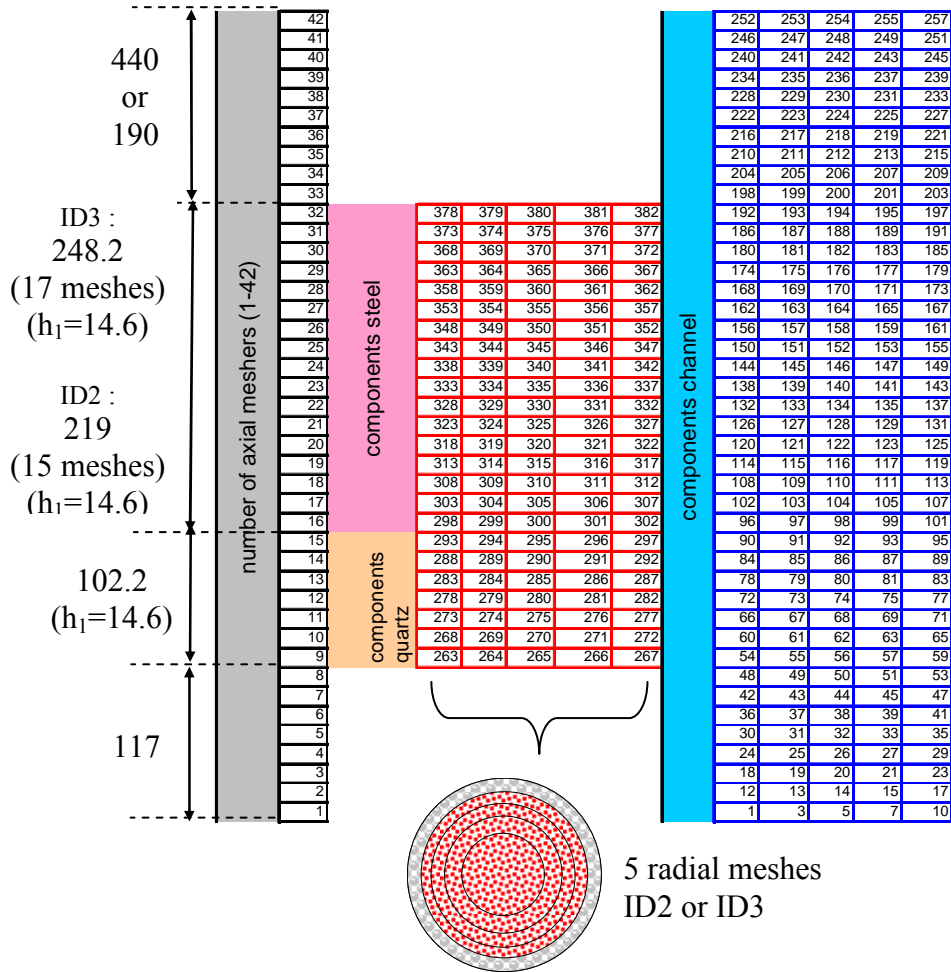 440
or
190
ID3 :
248.2
(17 meshes)
(h₁=14.6)
ID2 :
219
(15 meshes)
(h₁=14.6)
102.2
(h₁=14.6)
117
number of axial meshers (1-42)
components steel
components
quartz
components channel
42 252 253 254 255 257
41 246 247 248 249 251
40 240 241 242 243 245
39 234 235 236 237 239
38 228 229 230 231 233
37 222 223 224 225 227
36 216 217 218 219 221
35 210 211 212 213 215
34 204 205 206 207 209
33 198 199 200 201 203
32 378 379 380 381 382 192 193 194 195 197
31 373 374 375 376 377 186 187 188 189 191
30 368 369 370 371 372 180 181 182 183 185
29 363 364 365 366 367 174 175 176 177 179
28 358 359 360 361 362 168 169 170 171 173
27 353 354 355 356 357 162 163 164 165 167
26 348 349 350 351 352 156 157 158 159 161
25 343 344 345 346 347 150 151 152 153 155
24 338 339 340 341 342 144 145 146 147 149
23 333 334 335 336 337 138 139 140 141 143
22 328 329 330 331 332 132 133 134 135 137
21 323 324 325 326 327 126 127 128 129 131
20 318 319 320 321 322 120 121 122 123 125
19 313 314 315 316 317 114 115 116 117 119
18 308 309 310 311 312 108 109 110 111 113
17 303 304 305 306 307 102 103 104 105 107
16 298 299 300 301 302 96 97 98 99 101
15 293 294 295 296 297 90 91 92 93 95
14 288 289 290 291 292 84 85 86 87 89
13 283 284 285 286 287 78 79 80 81 83
12 278 279 280 281 282 72 73 74 75 77
11 273 274 275 276 277 66 67 68 69 71
10 268 269 270 271 272 60 61 62 63 65
9 263 264 265 266 267 54 55 56 57 59
8 48 49 50 51 53
7 42 43 44 45 47
6 36 37 38 39 41
5 30 31 32 33 35
4 24 25 26 27 29
3 18 19 20 21 23
2 12 13 14 15 17
1 1 3 5 7 10
5 radial meshes
ID2 or ID3